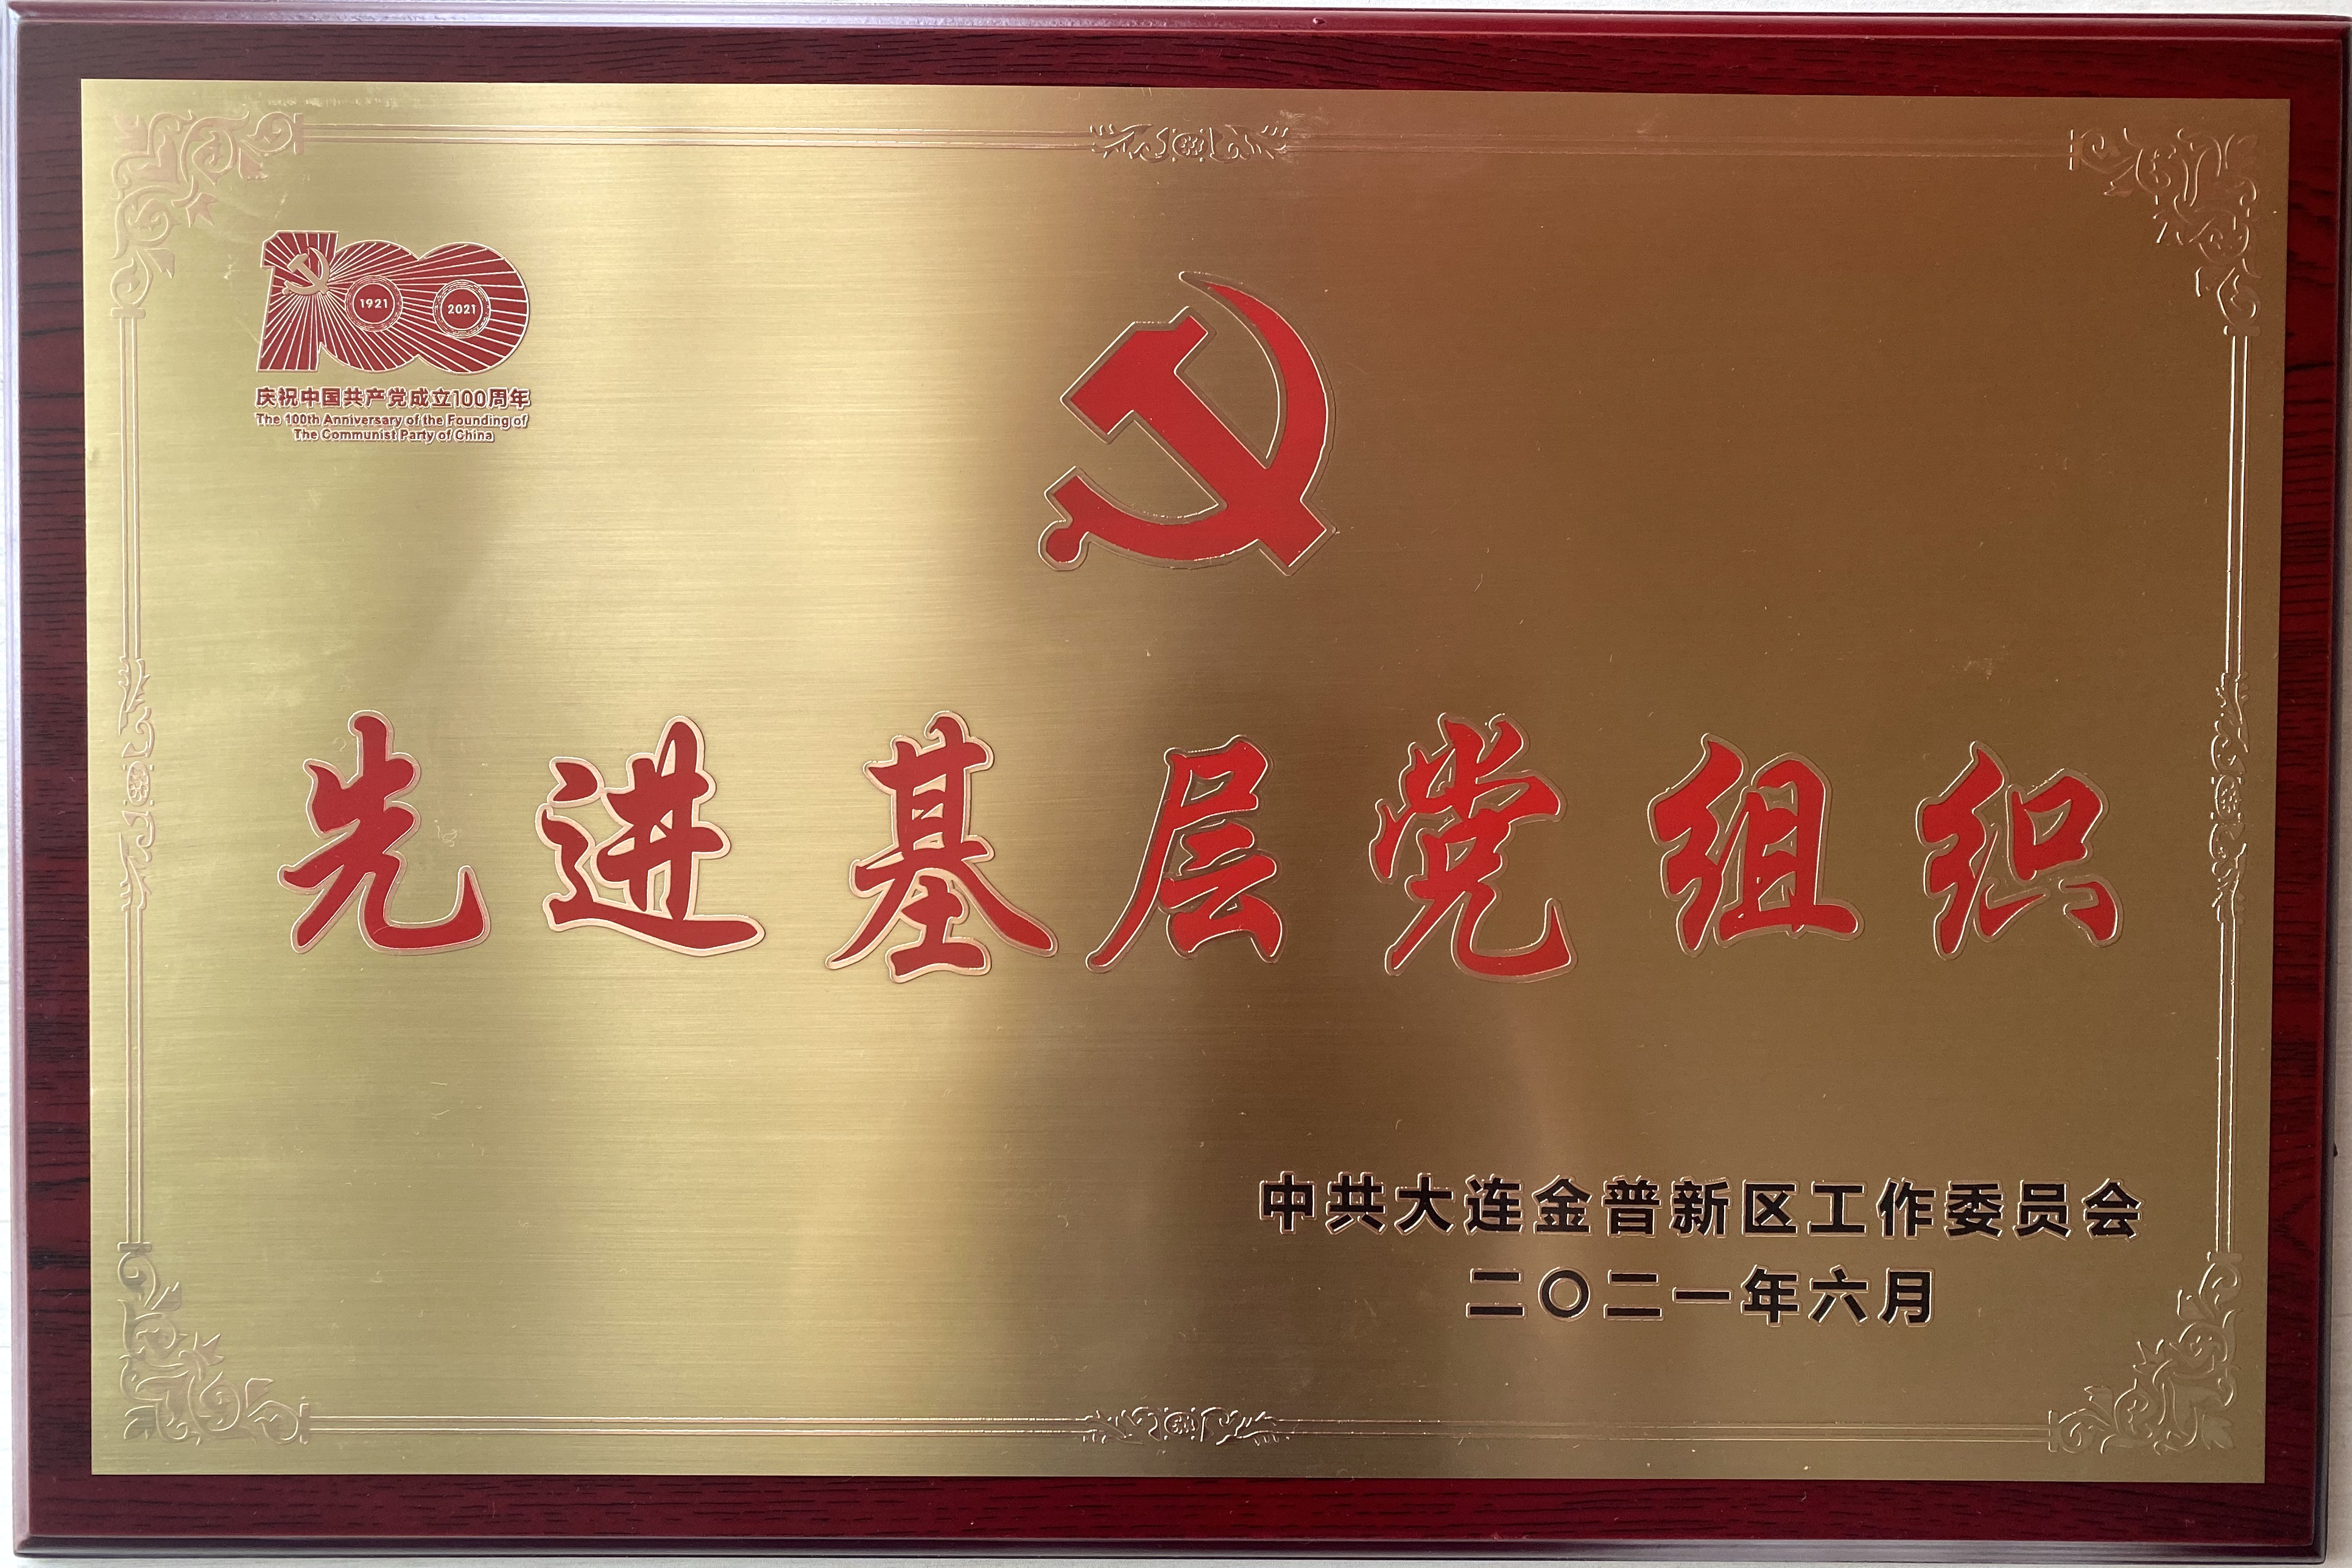 1921
2021
庆祝中国共产党成立100周年
The 100th Anniversary of the Founding of
The Communist Party of China
先进基层党组织
中共大连金普新区工作委员会
二〇二一年六月